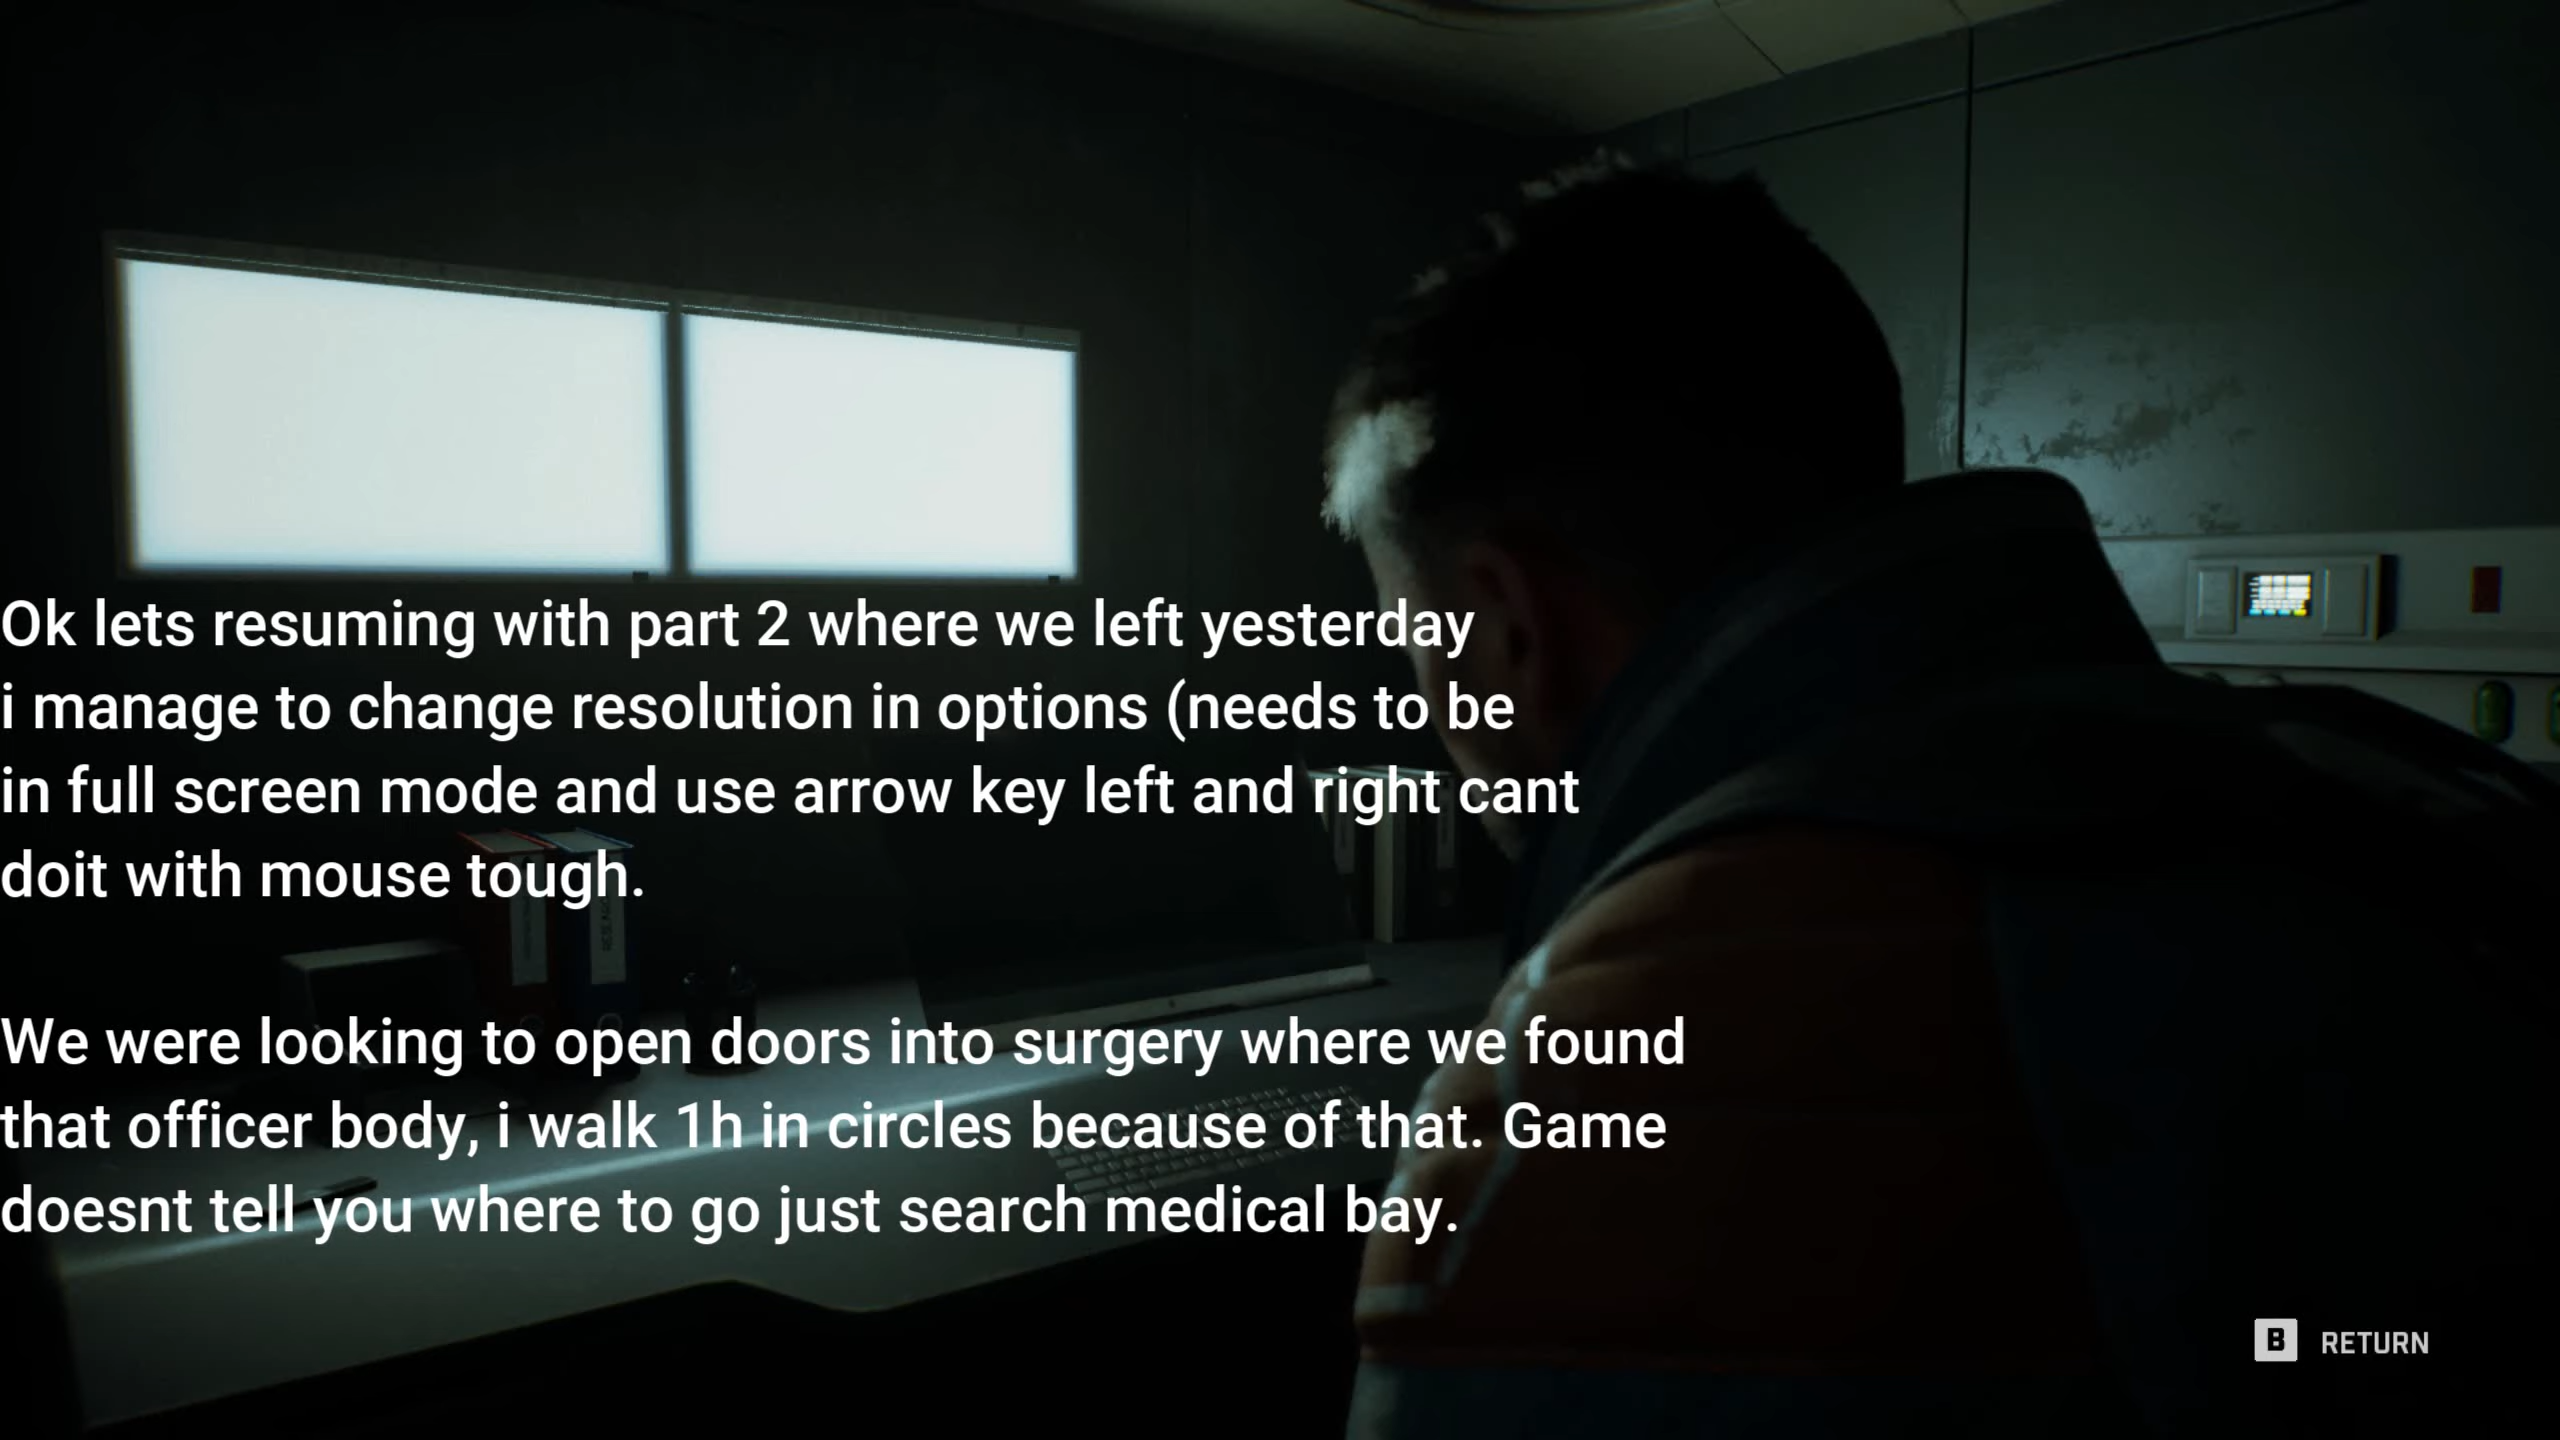 Ok lets resuming with part 2 where we left yesterday
i manage to change resolution in options (needs to be
in full screen mode and use arrow key left and right cant
doit with mouse tough.
We were looking to open doors into surgery where we found
that officer body, i walk 1h in circles because of that. Game
doesnt tell you where to go just search medical bay.
B RETURN